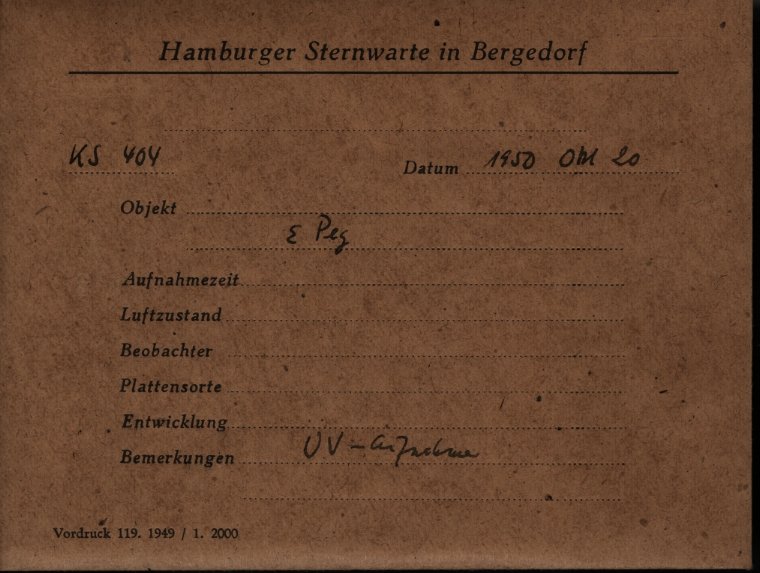 Hamburger Sternwarte in Bergedorf
KS 404 Datum 1950 Okt 20
Objekt
ε Peg
Aufnahmezeit
Luftzustand
Beobachter
Plattensorte
Entwicklung
Bemerkungen UV-Aufnahme
Vordruck 119. 1949 / 1. 2000